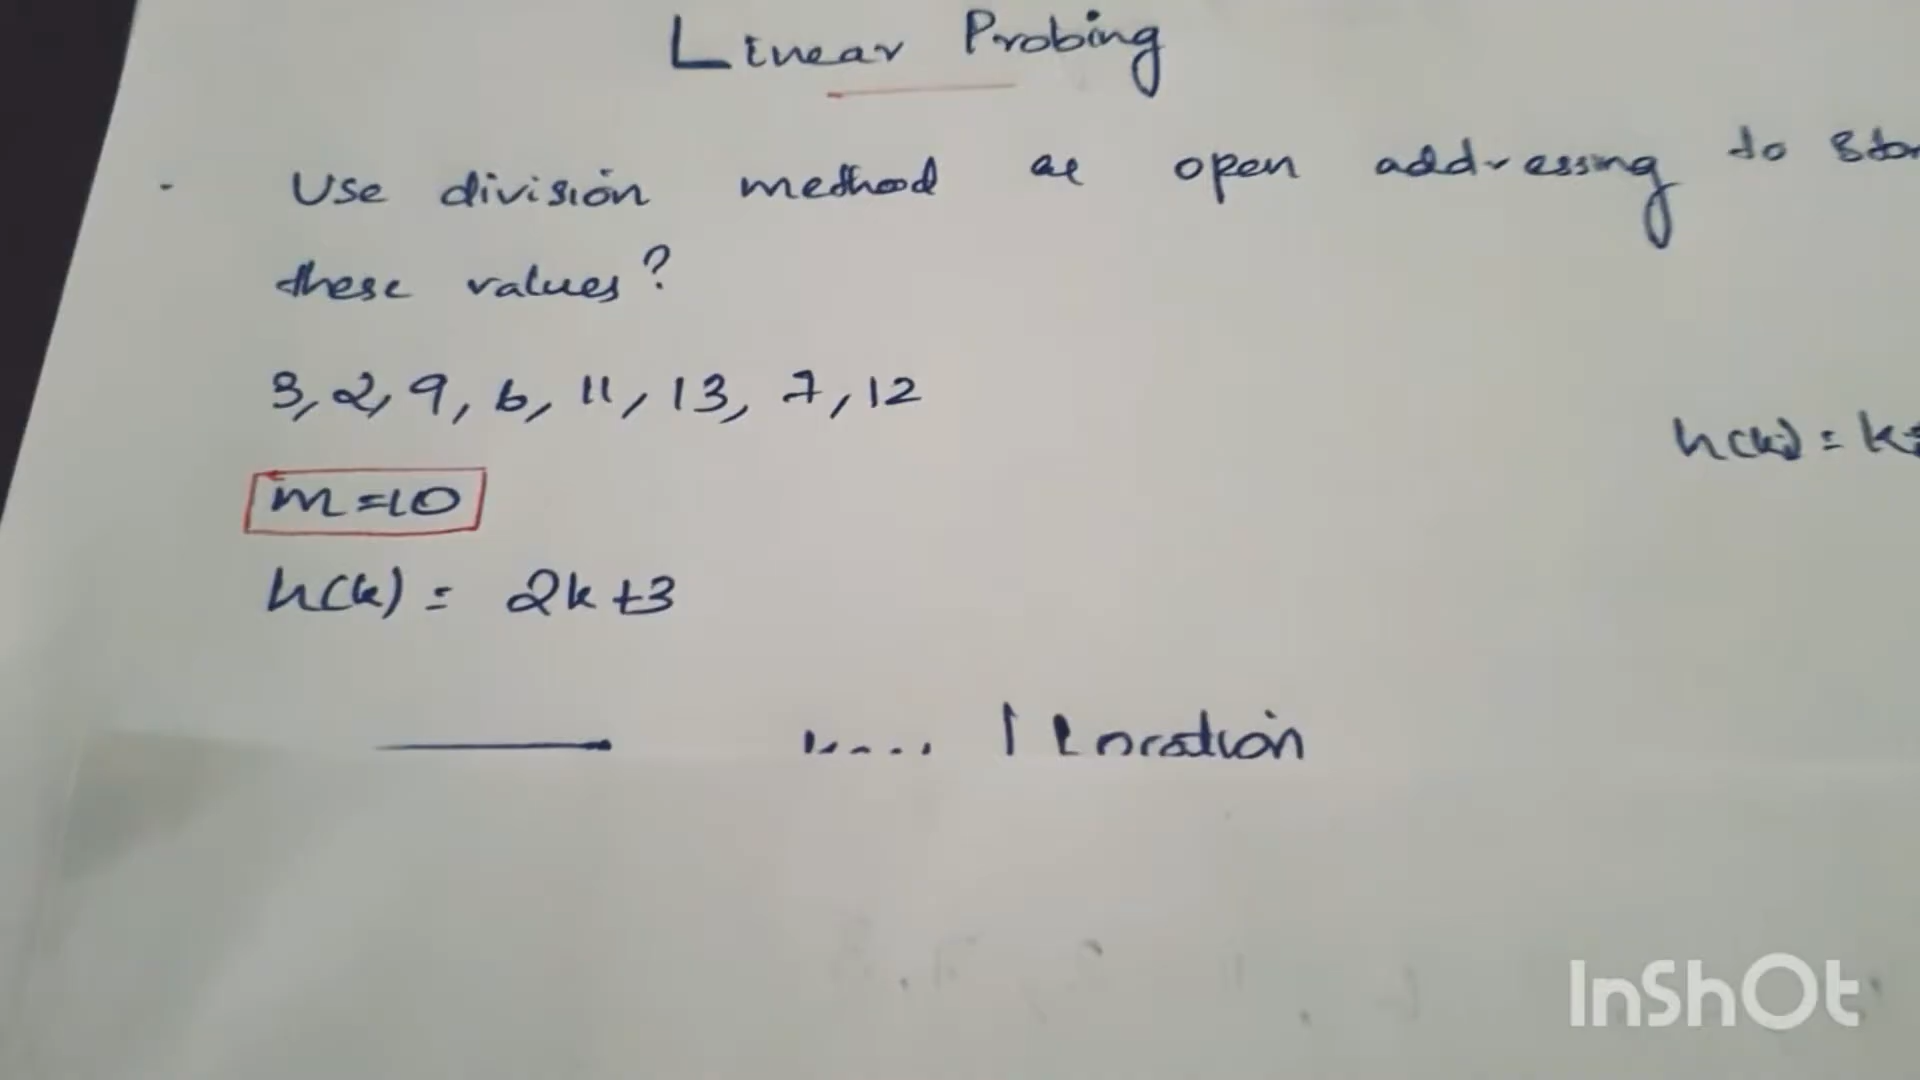 Linear Probing
Use division method as open addressing to
these values?
3, 2, 9, 6, 11, 13, 7, 12
h(k) = k
m=10
h(k) = 2k+3
Location
InShOt